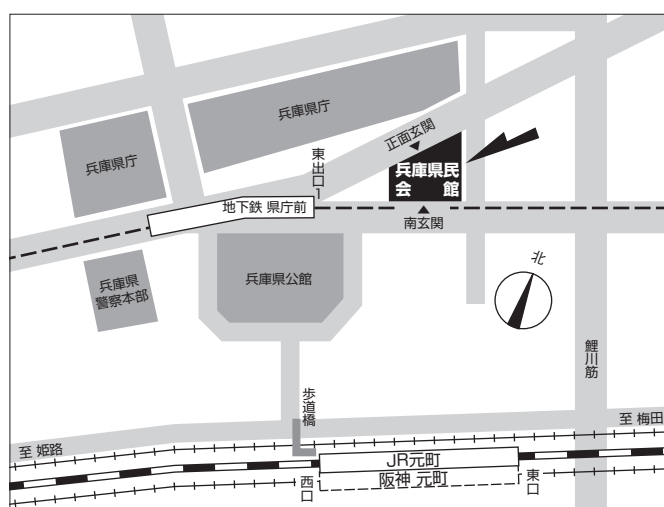 兵庫県庁
兵庫県庁
正面玄関
東出口1
兵庫県民
会館
地下鉄 県庁前
南玄関
兵庫県
警察本部
兵庫県公館
北
鯉川筋
歩道橋
至 姫路
至 梅田
JR元町
阪神 元町
西口
東口